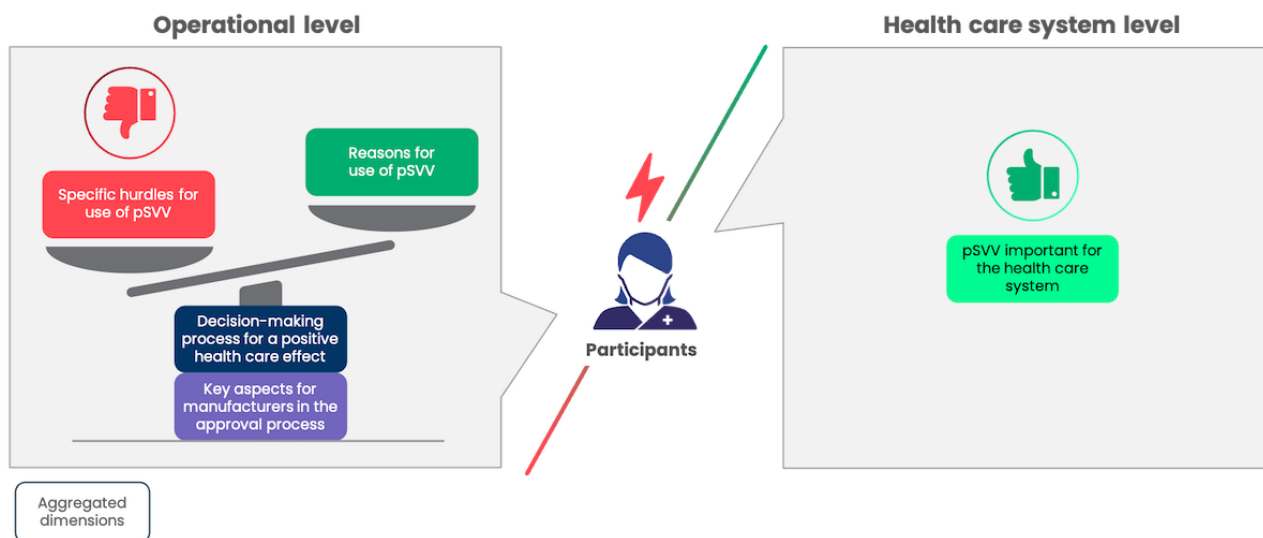 Operational level
Health care system level
Specific hurdles for
use of pSVV
Reasons for
use of pSVV
Decision-making
process for a positive
health care effect
Key aspects for
manufacturers in the
approval process
Participants
pSVV important for
the health care
system
Aggregated
dimensions